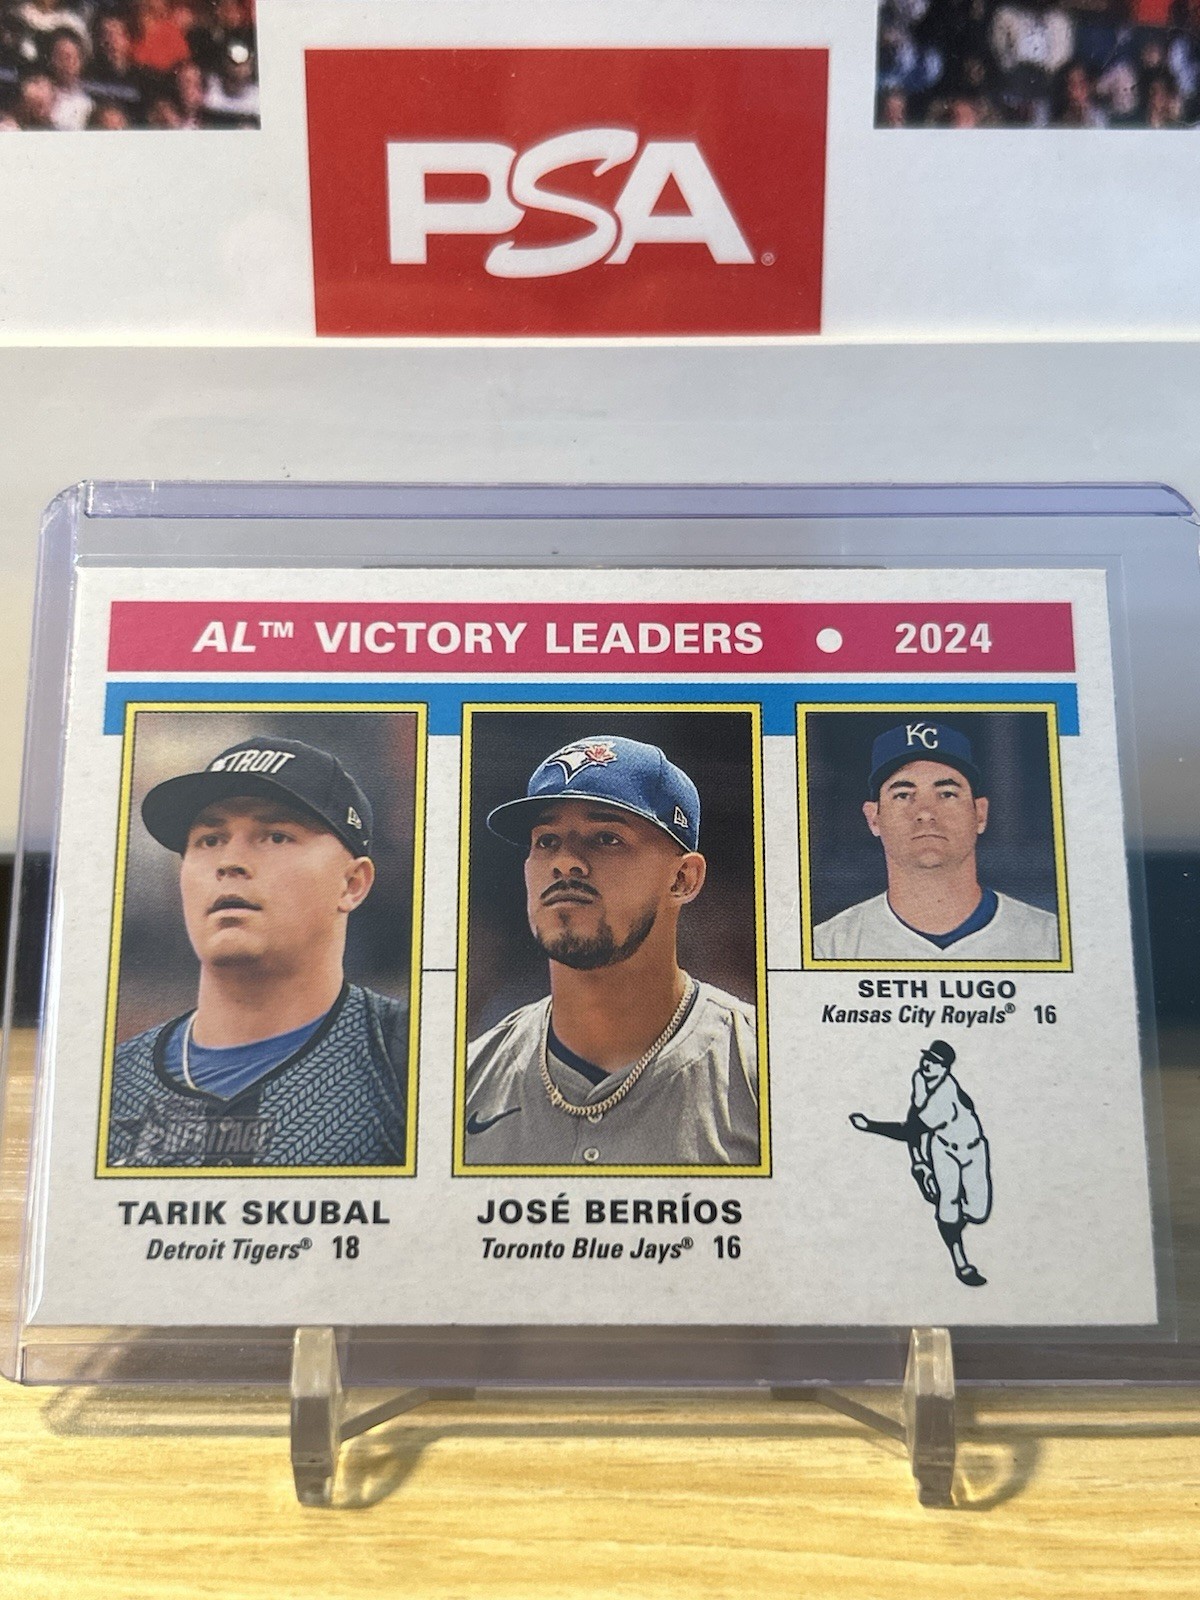 PSA®
AL™ VICTORY LEADERS • 2024
DETROIT
KC
SETH LUGO
Kansas City Royals® 16
HERITAGE
TARIK SKUBAL
Detroit Tigers® 18
JOSÉ BERRÍOS
Toronto Blue Jays® 16